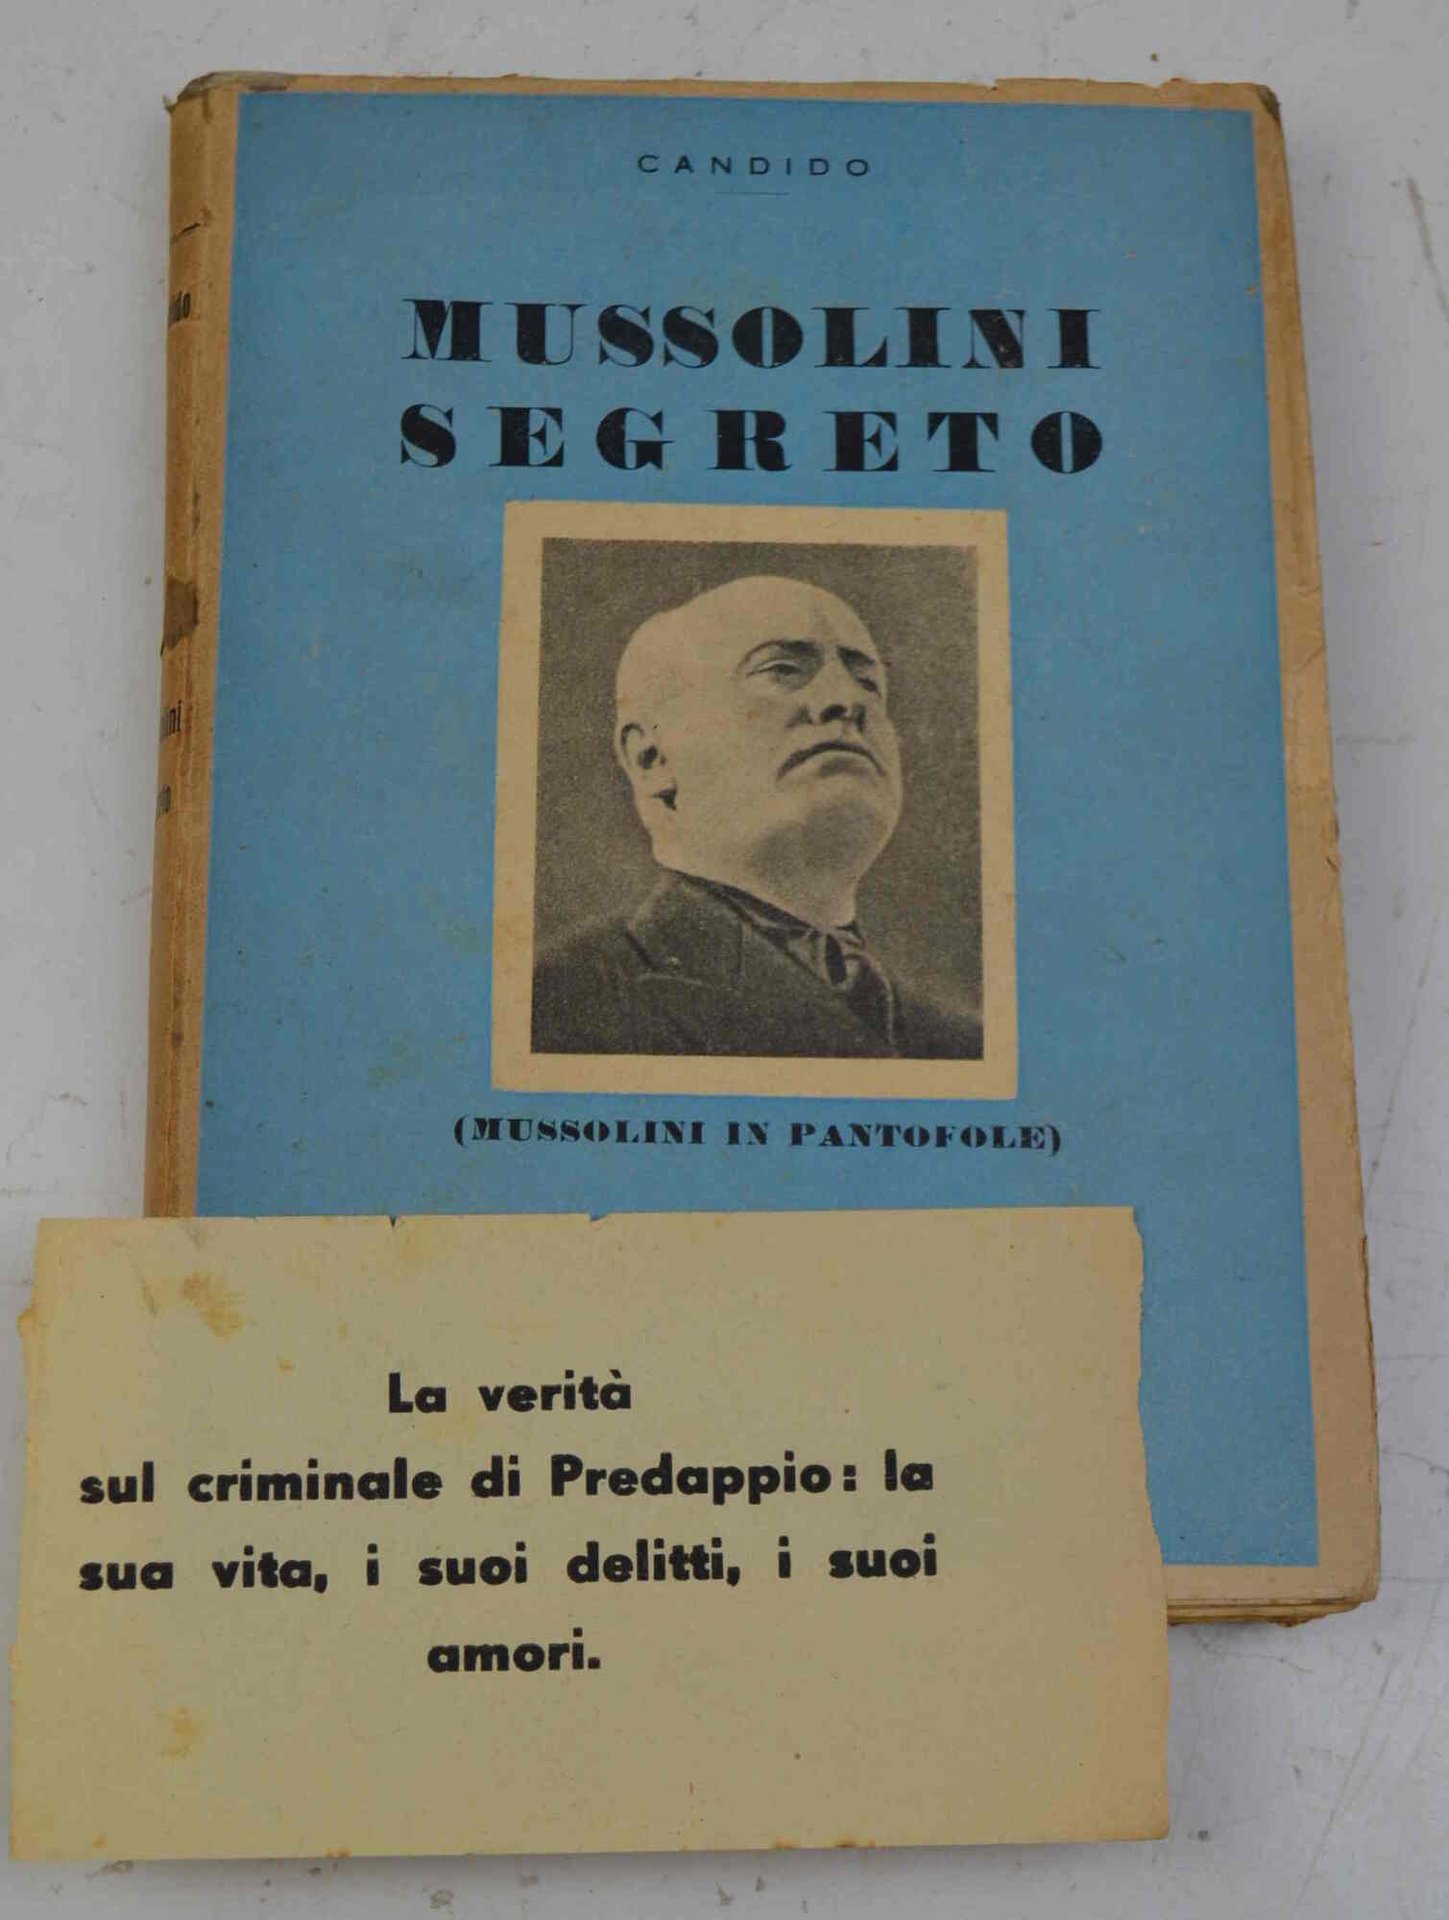 CANDIDO
MUSSOLINI
SEGRETO
(MUSSOLINI IN PANTOFOLE)
La verità
sul criminale di Predappio: la
sua vita, i suoi delitti, i suoi
amori.